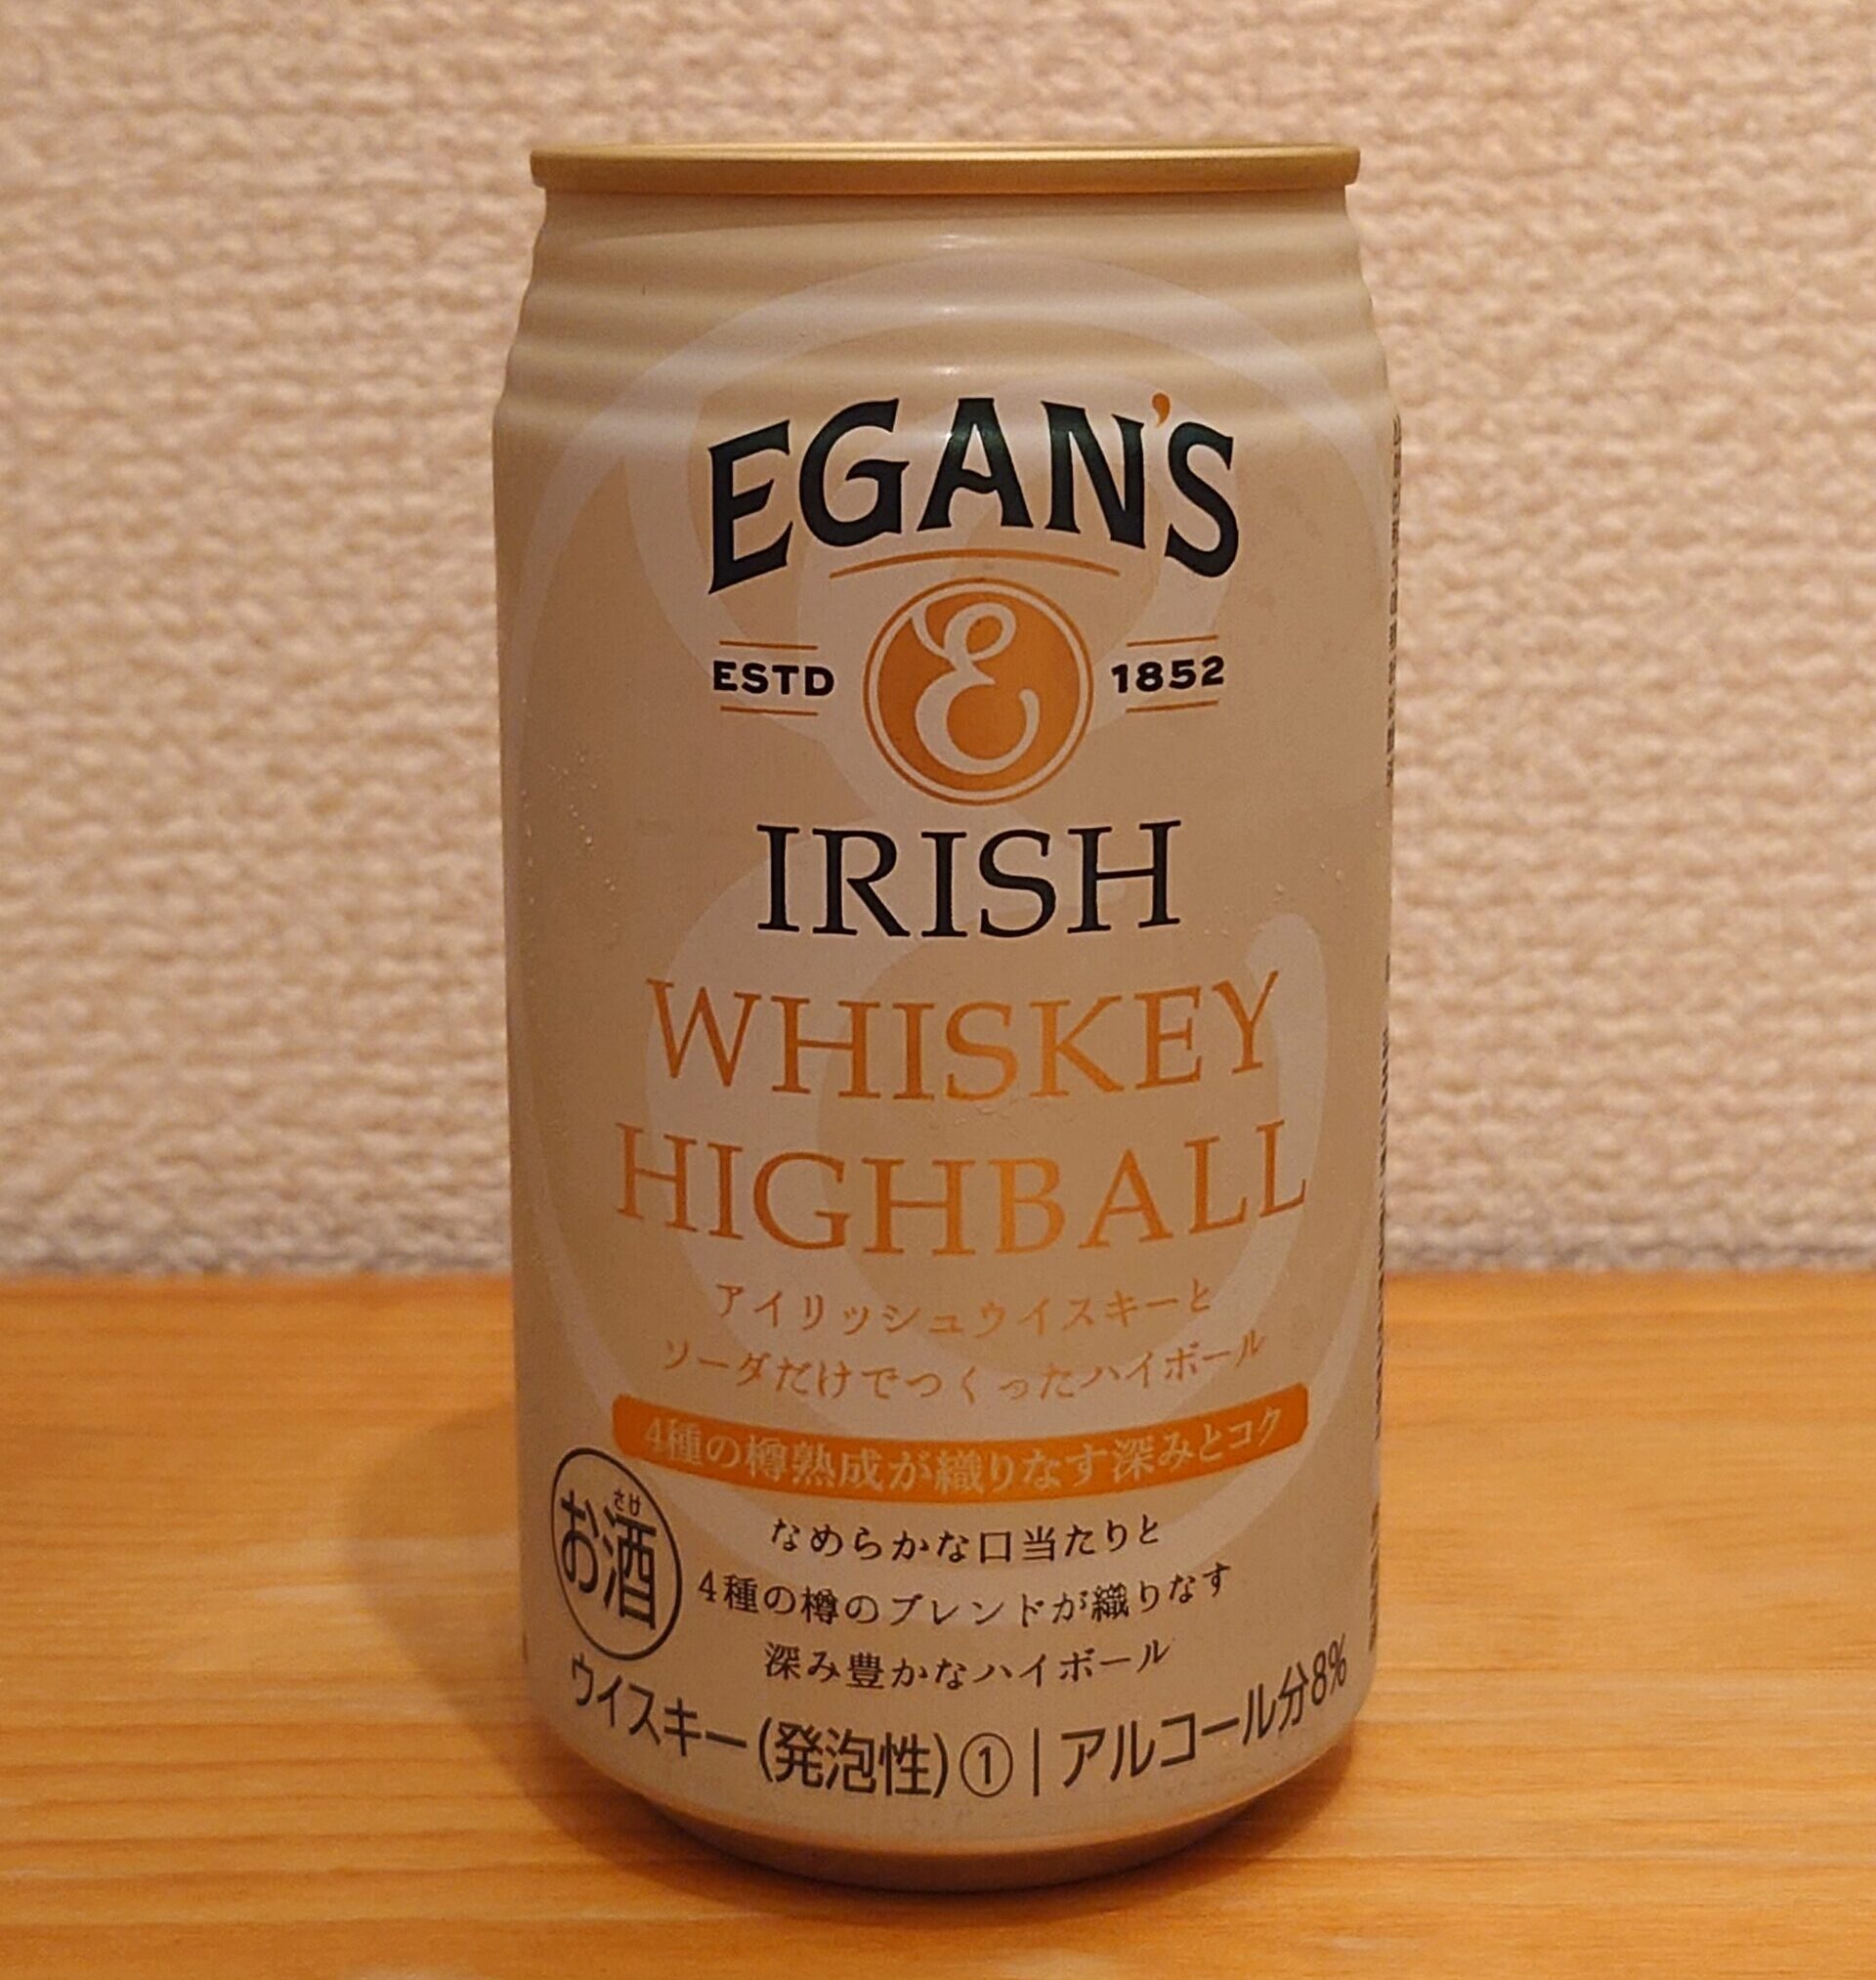 EGAN'S
ESTD E 1852
IRISH
WHISKEY
HIGHBALL
アイリッシュウイスキーと
ソーダだけでつくったハイボール
4種の樽熟成が織りなす深みとコク
さけ
お酒
なめらかな口当たりと
4種の樽のブレンドが織りなす
深み豊かなハイボール
ウイスキー(発泡性)①|アルコール分8%